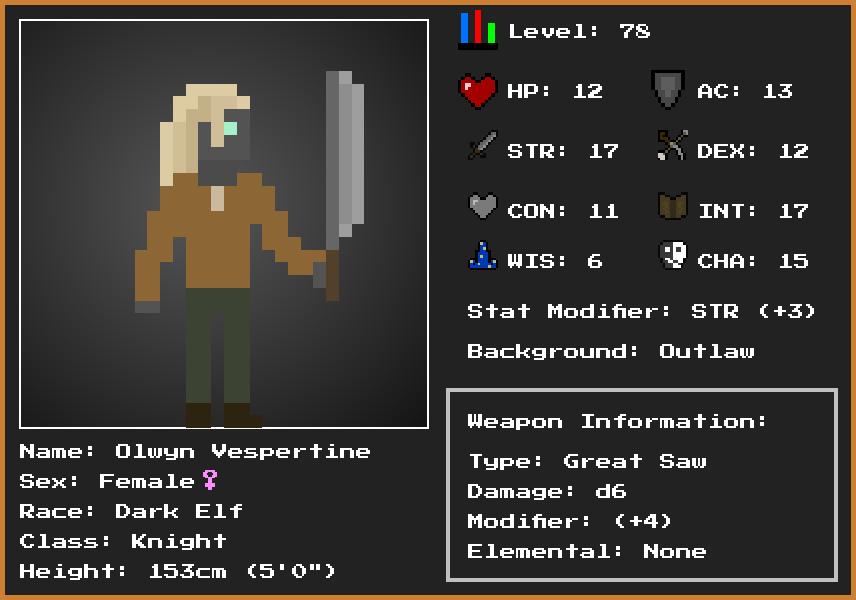 Level: 78
HP: 12 AC: 13
STR: 17 DEX: 12
CON: 11 INT: 17
WIS: 6 CHA: 15
Stat Modifier: STR (+3)
Background: Outlaw
Weapon Information:
Type: Great Saw
Damage: d6
Modifier: (+4)
Elemental: None
Name: Olwyn Vespertine
Sex: Female♀
Race: Dark Elf
Class: Knight
Height: 153cm (5'0")